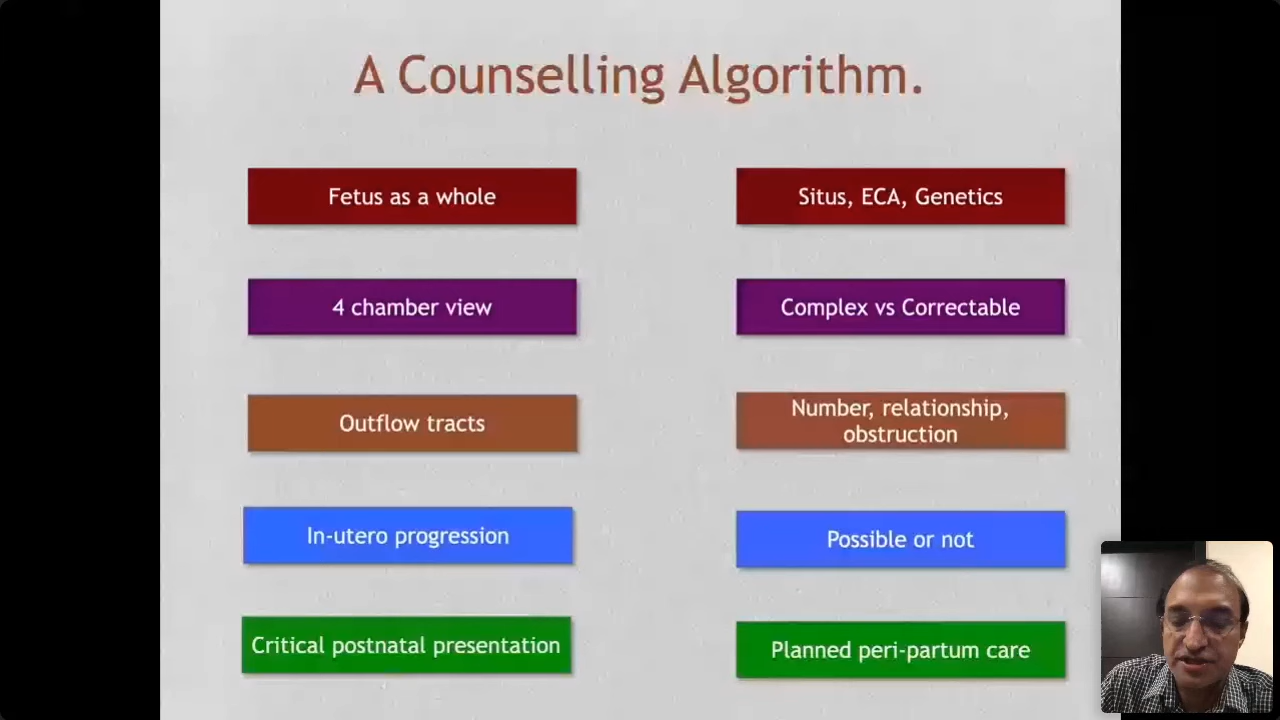 A Counselling Algorithm.
Fetus as a whole
Situs, ECA, Genetics
4 chamber view
Complex vs Correctable
Outflow tracts
Number, relationship,
obstruction
In-utero progression
Possible or not
Critical postnatal presentation
Planned peri-partum care